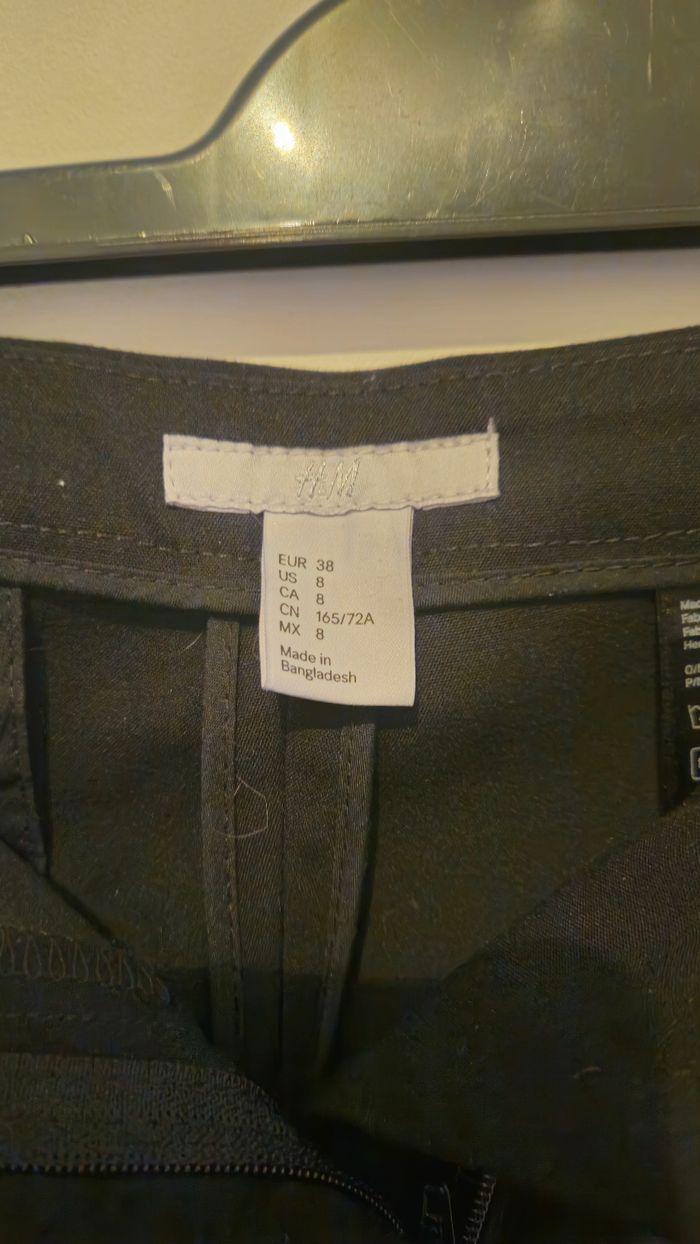 H&M
EUR 38
US 8
CA 8
CN 165/72A
MX 8
Made in
Bangladesh